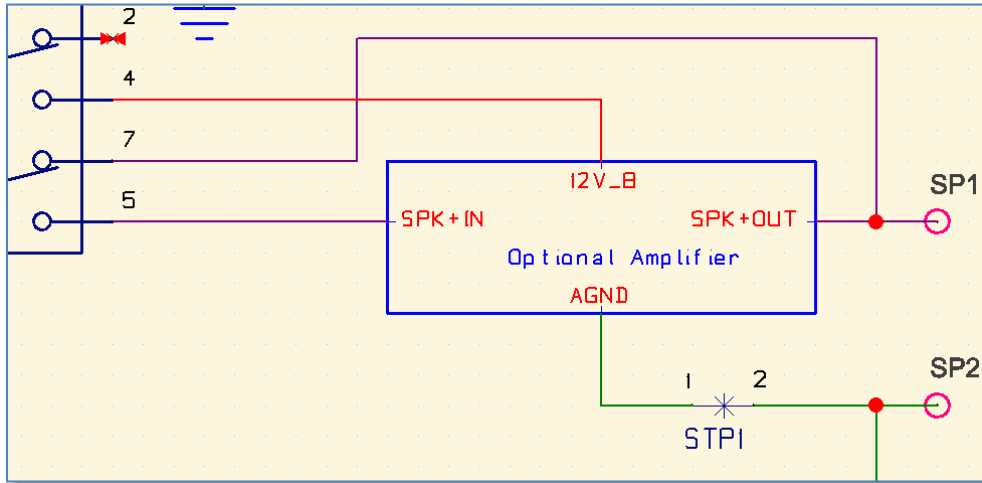 2
4
7
5
12V_B
SPK+IN
SPK+OUT
SP1
Optional Amplifier
AGND
1
2
SP2
STP1